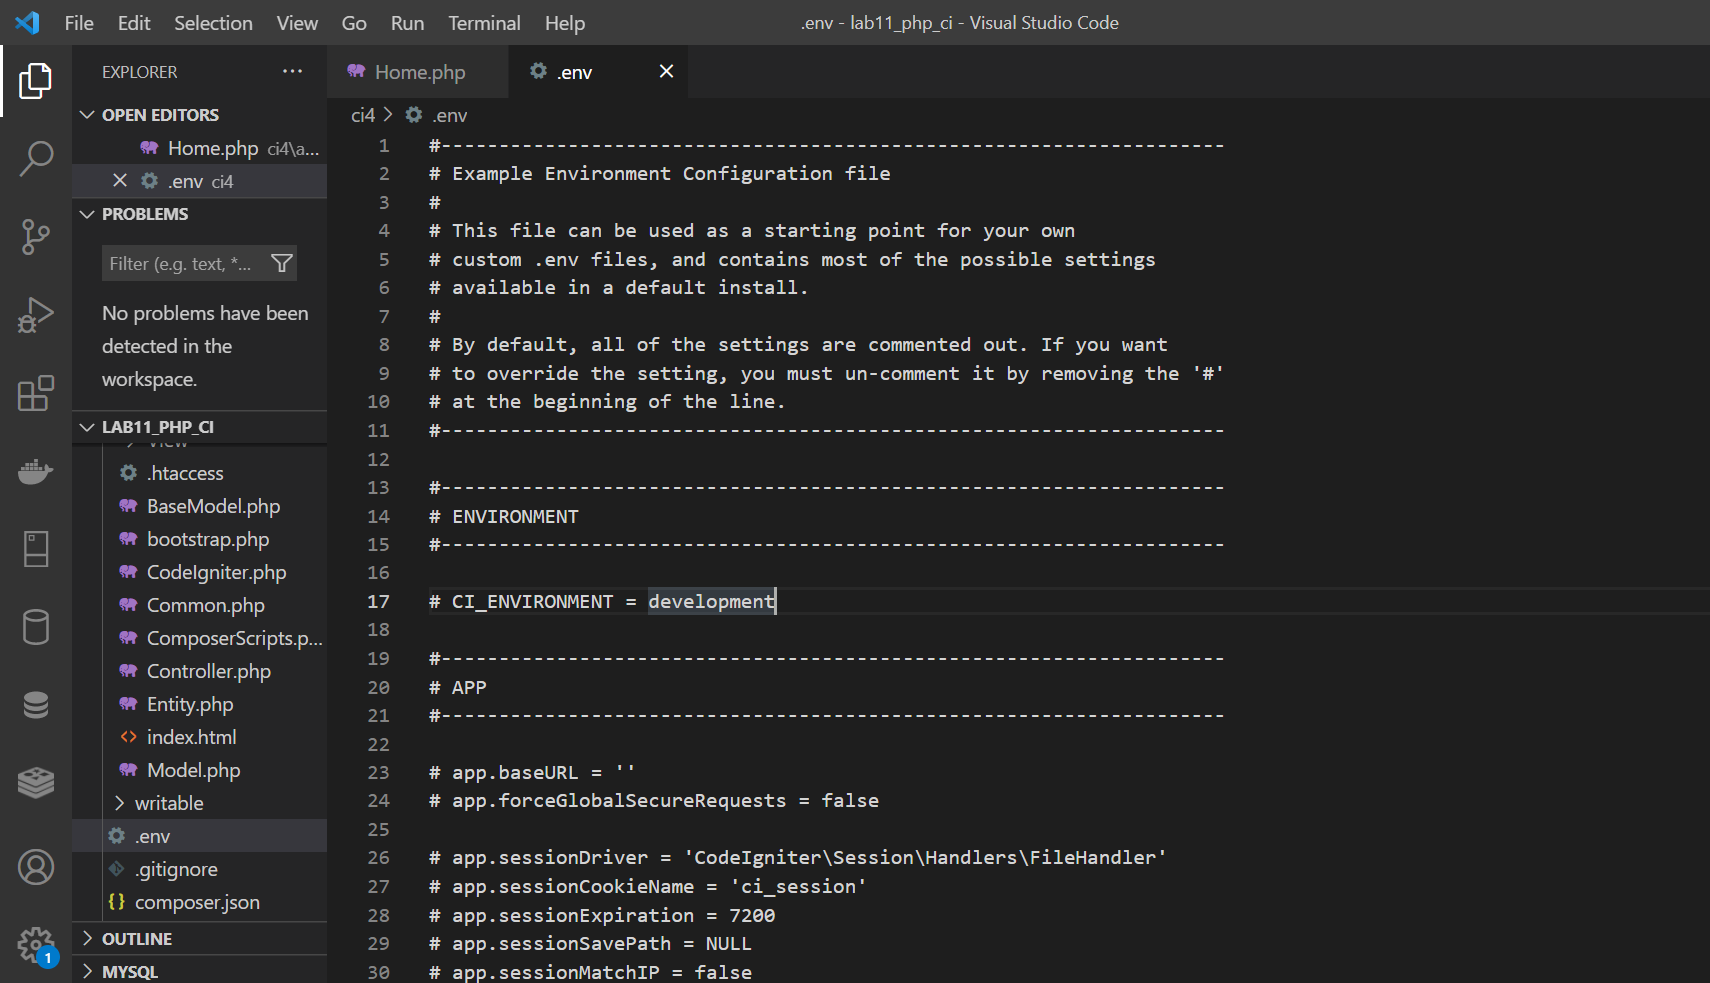 File Edit Selection View Go Run Terminal Help .env - lab11_php_ci - Visual Studio Code
EXPLORER ...
OPEN EDITORS
Home.php ci4\a...
.env ci4
PROBLEMS
Filter (e.g. text, *...
No problems have been
detected in the
workspace.
LAB11_PHP_CI
View
.htaccess
BaseModel.php
bootstrap.php
CodeIgniter.php
Common.php
ComposerScripts.p...
Controller.php
Entity.php
index.html
Model.php
writable
.env
.gitignore
composer.json
OUTLINE
MYSQL
1
Home.php .env
ci4 > .env
1 #--------------------------------------------------------------------
2 # Example Environment Configuration file
3 #
4 # This file can be used as a starting point for your own
5 # custom .env files, and contains most of the possible settings
6 # available in a default install.
7 #
8 # By default, all of the settings are commented out. If you want
9 # to override the setting, you must un-comment it by removing the '#'
10 # at the beginning of the line.
11 #--------------------------------------------------------------------
12
13 #--------------------------------------------------------------------
14 # ENVIRONMENT
15 #--------------------------------------------------------------------
16
17 # CI_ENVIRONMENT = development
18
19 #--------------------------------------------------------------------
20 # APP
21 #--------------------------------------------------------------------
22
23 # app.baseURL = ''
24 # app.forceGlobalSecureRequests = false
25
26 # app.sessionDriver = 'CodeIgniter\Session\Handlers\FileHandler'
27 # app.sessionCookieName = 'ci_session'
28 # app.sessionExpiration = 7200
29 # app.sessionSavePath = NULL
30 # app.sessionMatchIP = false